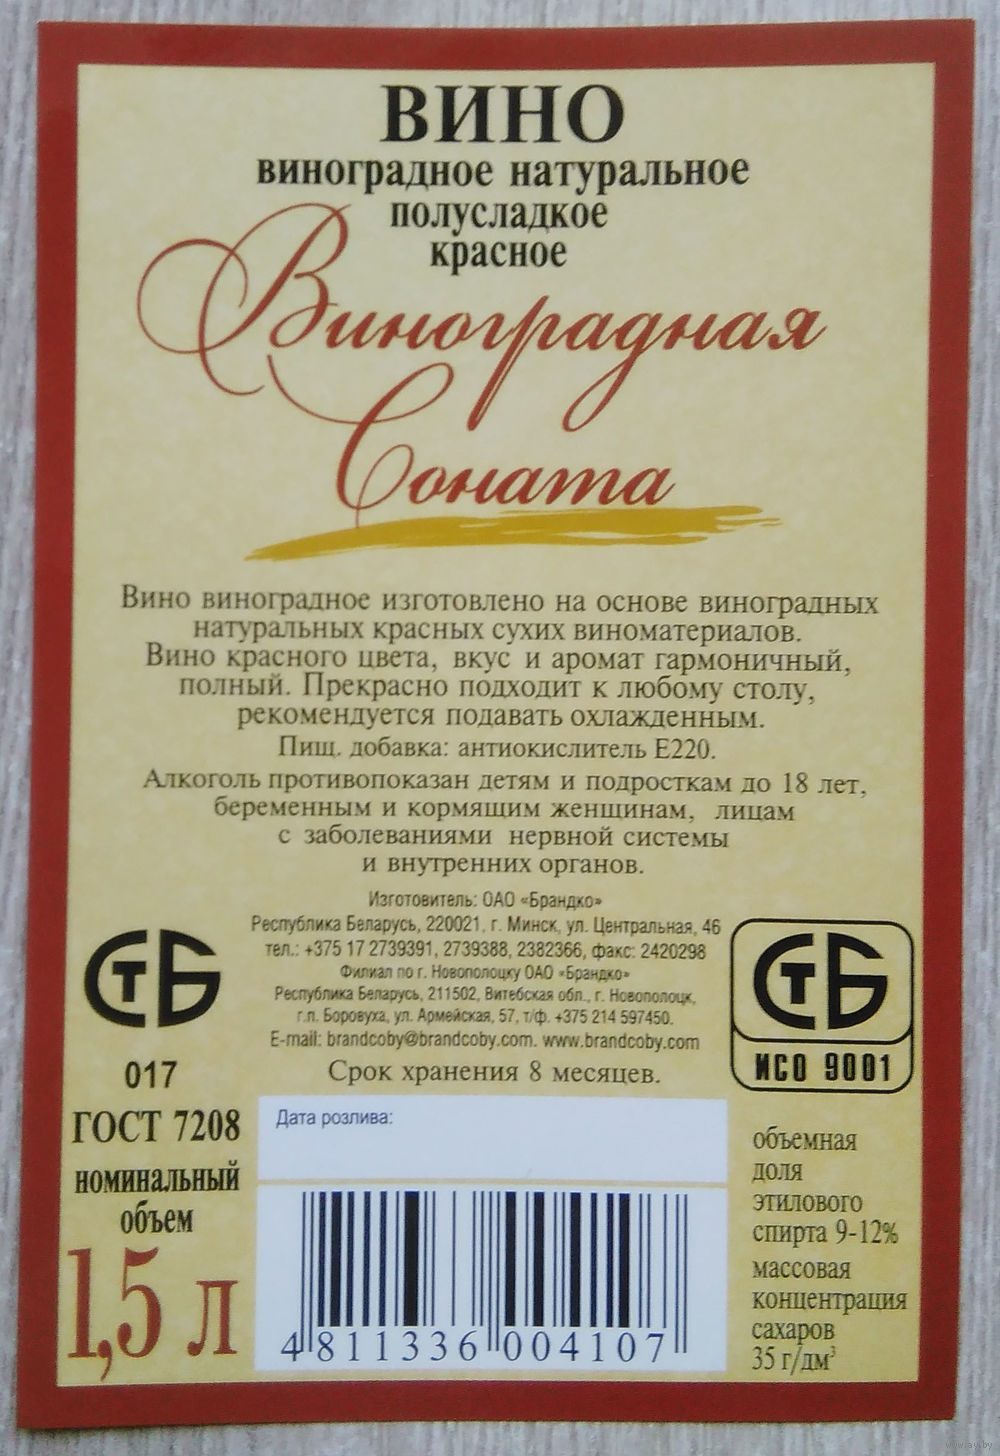 ВИНО
виноградное натуральное
полусладкое
красное
Виноградная
Соната
Вино виноградное изготовлено на основе виноградных
натуральных красных сухих виноматериалов.
Вино красного цвета, вкус и аромат гармоничный,
полный. Прекрасно подходит к любому столу,
рекомендуется подавать охлажденным.
Пищ. добавка: антиокислитель Е220.
Алкоголь противопоказан детям и подросткам до 18 лет,
беременным и кормящим женщинам, лицам
с заболеваниями нервной системы
и внутренних органов.
Изготовитель: ОАО «Брандко»
Республика Беларусь, 220021, г. Минск, ул. Центральная, 46
тел.: +375 17 2739391, 2739388, 2382366, факс: 2420298
Филиал по г. Новополоцку ОАО «Брандко»
Республика Беларусь, 211502, Витебская обл., г. Новополоцк,
г.п. Боровуха, ул. Армейская, 57, т/ф. +375 214 597450.
E-mail: brandcoby@brandcoby.com. www.brandcoby.com
Срок хранения 8 месяцев.
СТБ
017
ГОСТ 7208
номинальный
объем
1,5 л
Дата розлива:
4 811336 004107
СТБ
ИСО 9001
объемная
доля
этилового
спирта 9-12%
массовая
концентрация
сахаров
35 г/дм³
www.ay.by